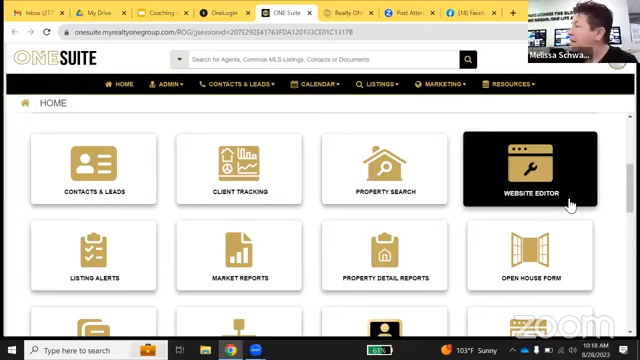 Inbox (277
My Drive -
Coaching -
OneLogin
ONE Suite
Realty ON
Post Atter
(18) Faceb
onesuite.myrealtyonegroup.com/ROG/;jsessionid=207E292E41763FDA120133CE01C1317B
Melissa Schwa...
ONESUITE
Search for Agents, Common MLS Listings, Contacts or Documents
HOME
ADMIN
CONTACTS & LEADS
CALENDAR
LISTINGS
MARKETING
RESOURCES
HOME
CONTACTS & LEADS
CLIENT TRACKING
PROPERTY SEARCH
WEBSITE EDITOR
LISTING ALERTS
MARKET REPORTS
PROPERTY DETAIL REPORTS
OPEN HOUSE FORM
zoom
Type here to search
61%
103°F Sunny
10:18 AM
8/28/2023